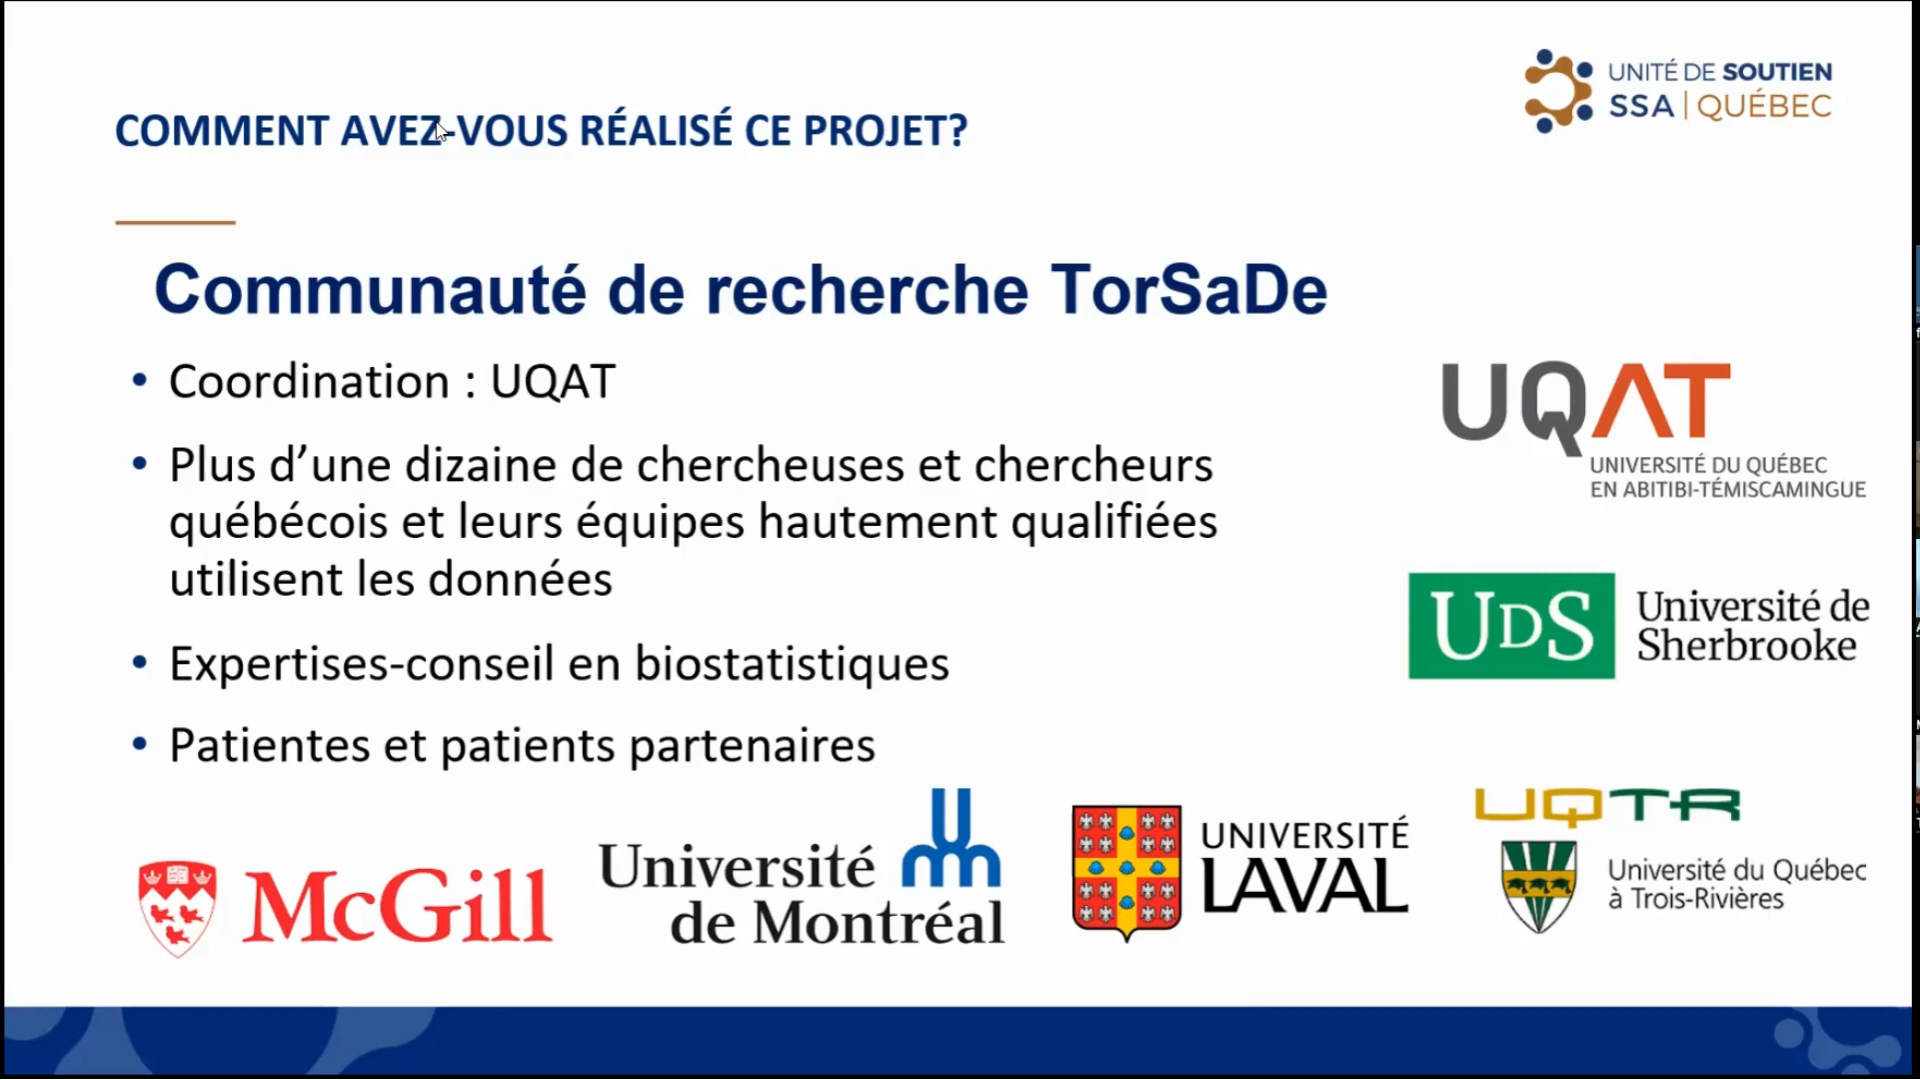 UNITÉ DE SOUTIEN
SSA | QUÉBEC
COMMENT AVEZ-VOUS RÉALISÉ CE PROJET?
Communauté de recherche TorSaDe
• Coordination : UQAT
• Plus d’une dizaine de chercheuses et chercheurs
québécois et leurs équipes hautement qualifiées
utilisent les données
• Expertises-conseil en biostatistiques
• Patientes et patients partenaires
UQAT
UNIVERSITÉ DU QUÉBEC
EN ABITIBI-TÉMISCAMINGUE
UDS
Université de
Sherbrooke
McGill
Université
de Montréal
UNIVERSITÉ
LAVAL
UQTR
Université du Québec
à Trois-Rivières